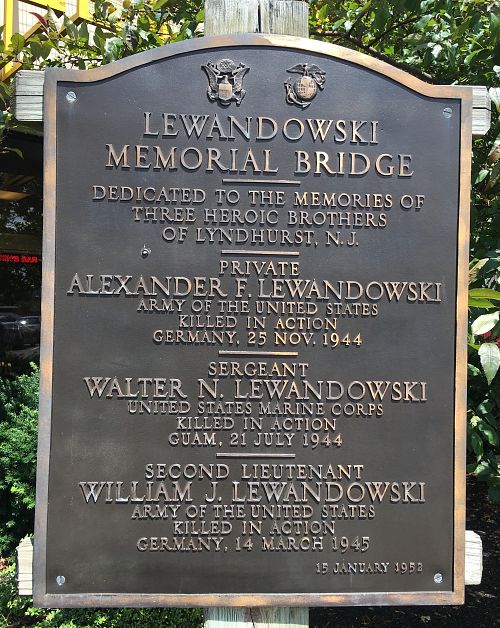 LEWANDOWSKI
MEMORIAL BRIDGE
DEDICATED TO THE MEMORIES OF
THREE HEROIC BROTHERS
OF LYNDHURST, N.J.
PRIVATE
ALEXANDER F. LEWANDOWSKI
ARMY OF THE UNITED STATES
KILLED IN ACTION
GERMANY, 25 NOV. 1944
SERGEANT
WALTER N. LEWANDOWSKI
UNITED STATES MARINE CORPS
KILLED IN ACTION
GUAM, 21 JULY 1944
SECOND LIEUTENANT
WILLIAM J. LEWANDOWSKI
ARMY OF THE UNITED STATES
KILLED IN ACTION
GERMANY, 14 MARCH 1945
15 JANUARY 1952